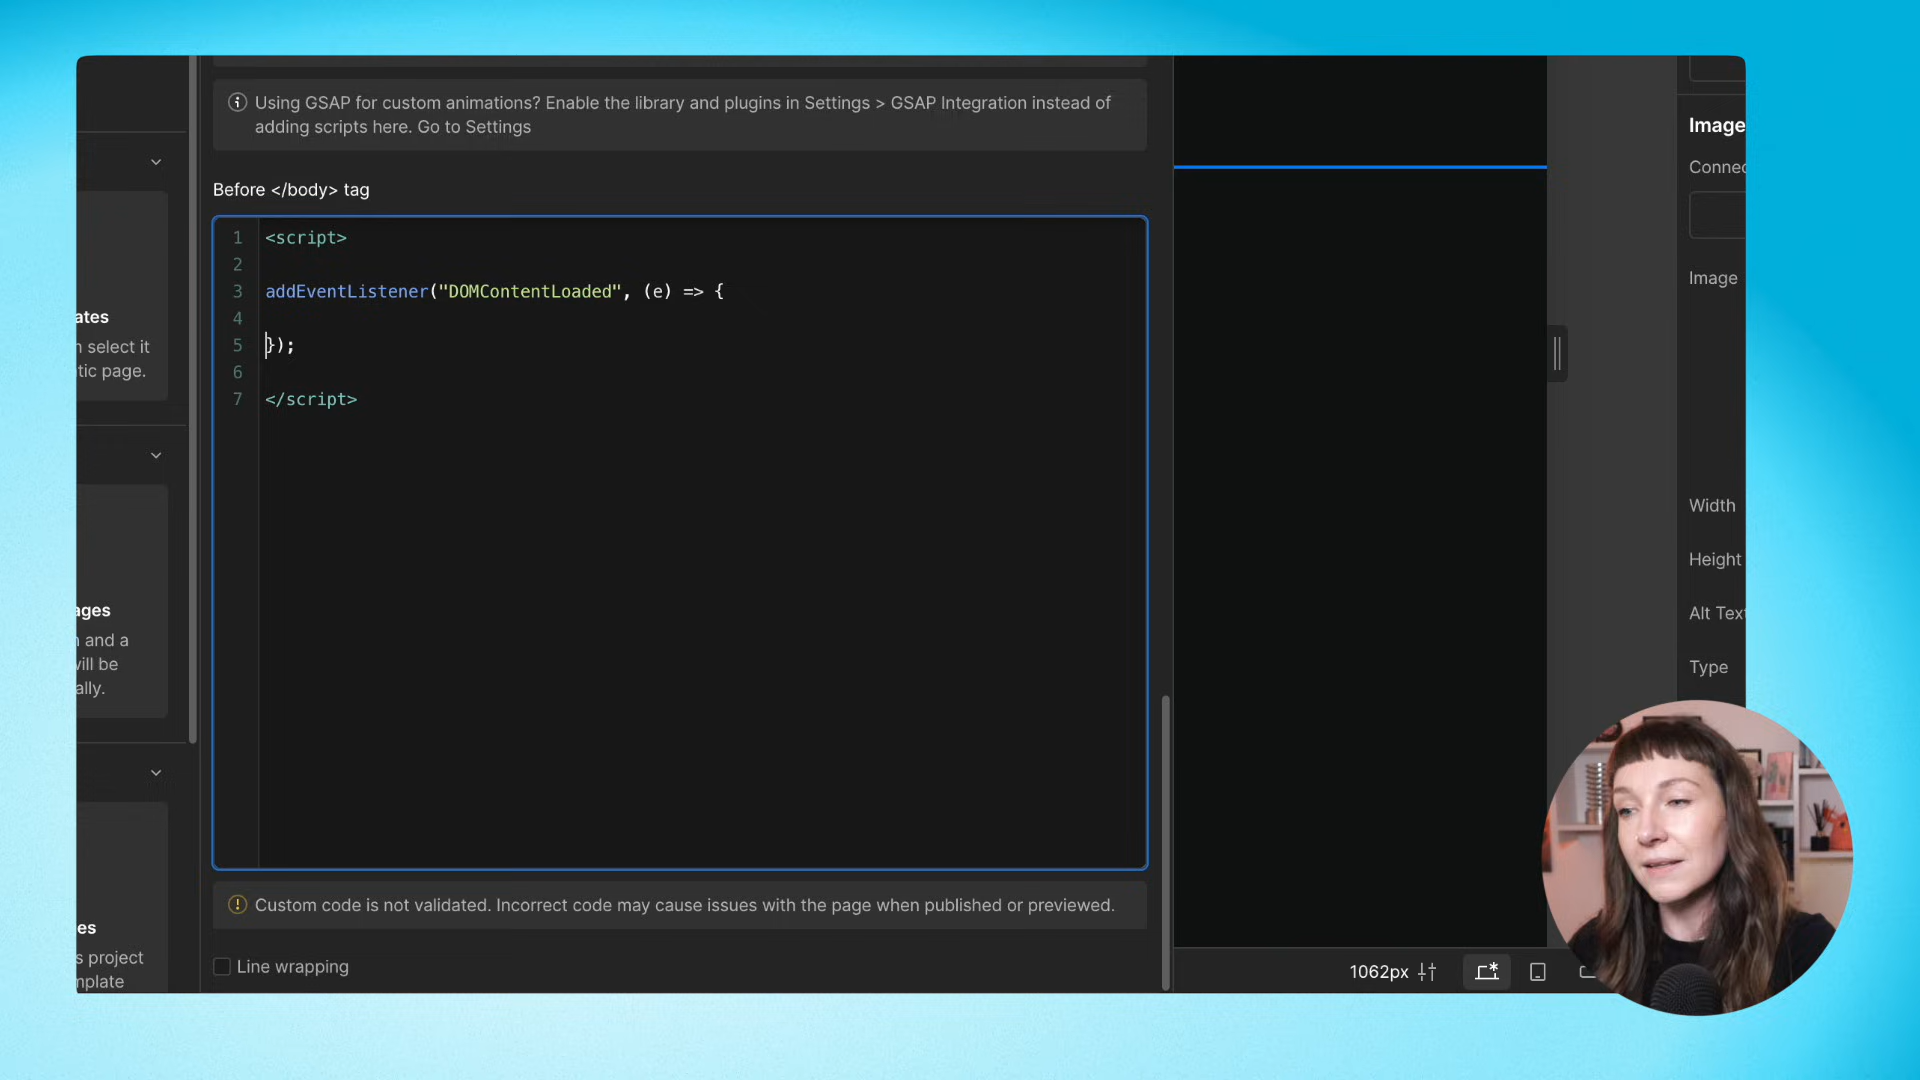 Using GSAP for custom animations? Enable the library and plugins in Settings > GSAP Integration instead of
adding scripts here. Go to Settings
Before </body> tag
1 <script>
2
3 addEventListener("DOMContentLoaded", (e) => {
4
5 });
6
7 </script>
Custom code is not validated. Incorrect code may cause issues with the page when published or previewed.
Line wrapping
ates
select it
tic page.
ages
and a
will be
ally.
es
s project
mplate
1062px
Image
Connec
Image
Width
Height
Alt Text
Type